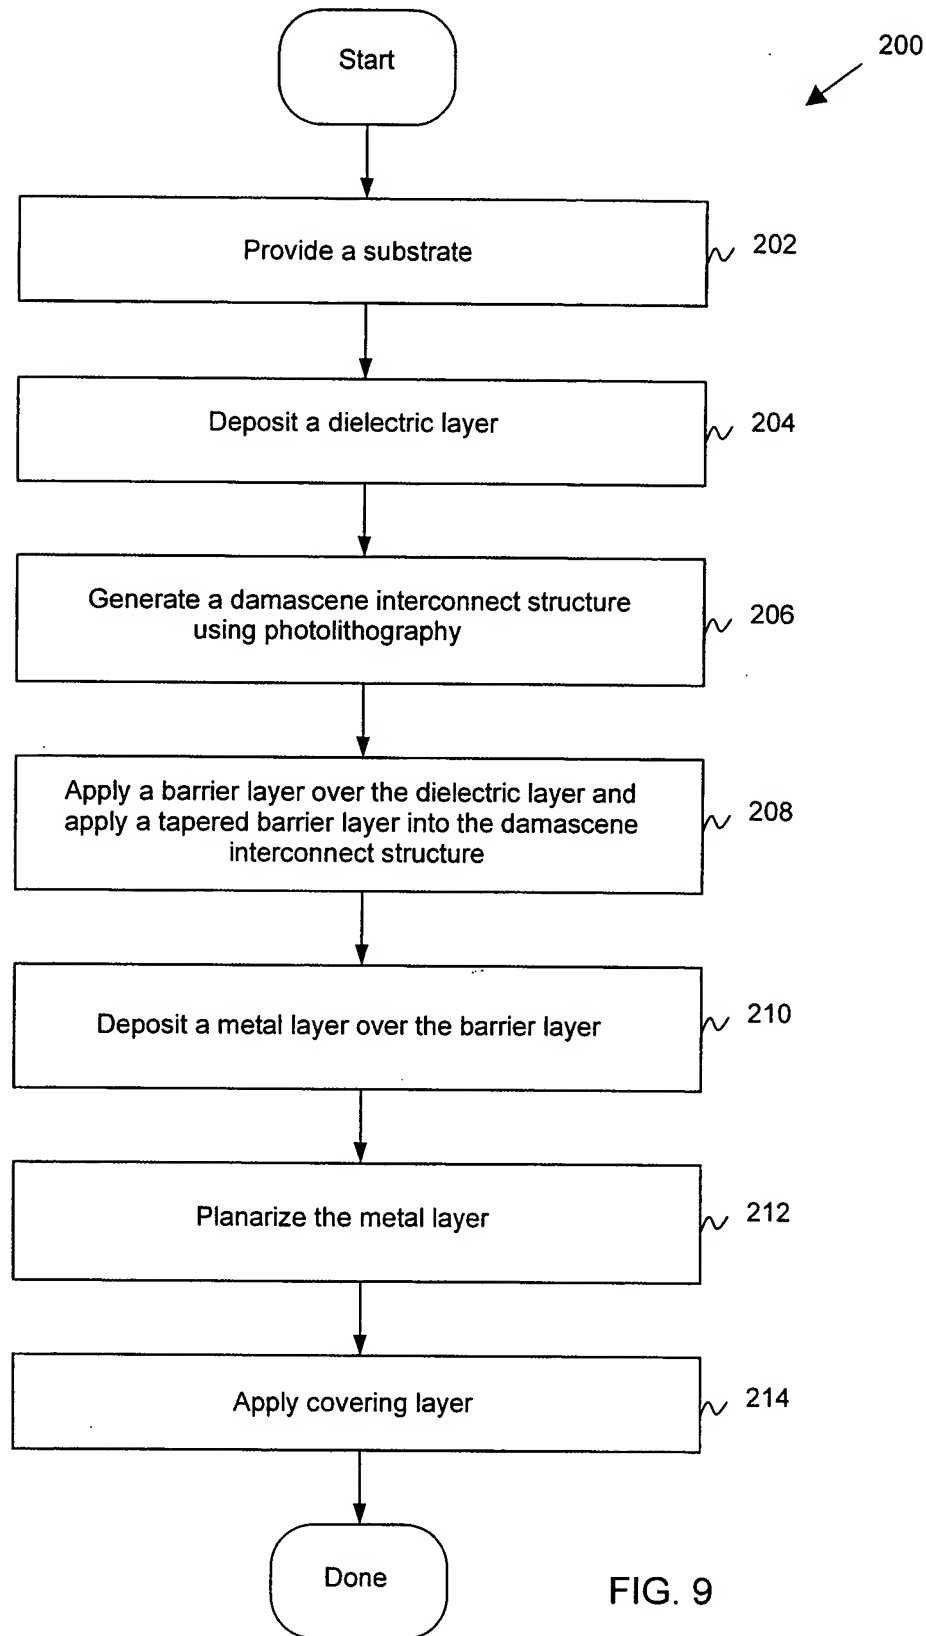 Start
200
Provide a substrate
202
Deposit a dielectric layer
204
Generate a damascene interconnect structure
using photolithography
206
Apply a barrier layer over the dielectric layer and
apply a tapered barrier layer into the damascene
interconnect structure
208
Deposit a metal layer over the barrier layer
210
Planarize the metal layer
212
Apply covering layer
214
Done
FIG. 9